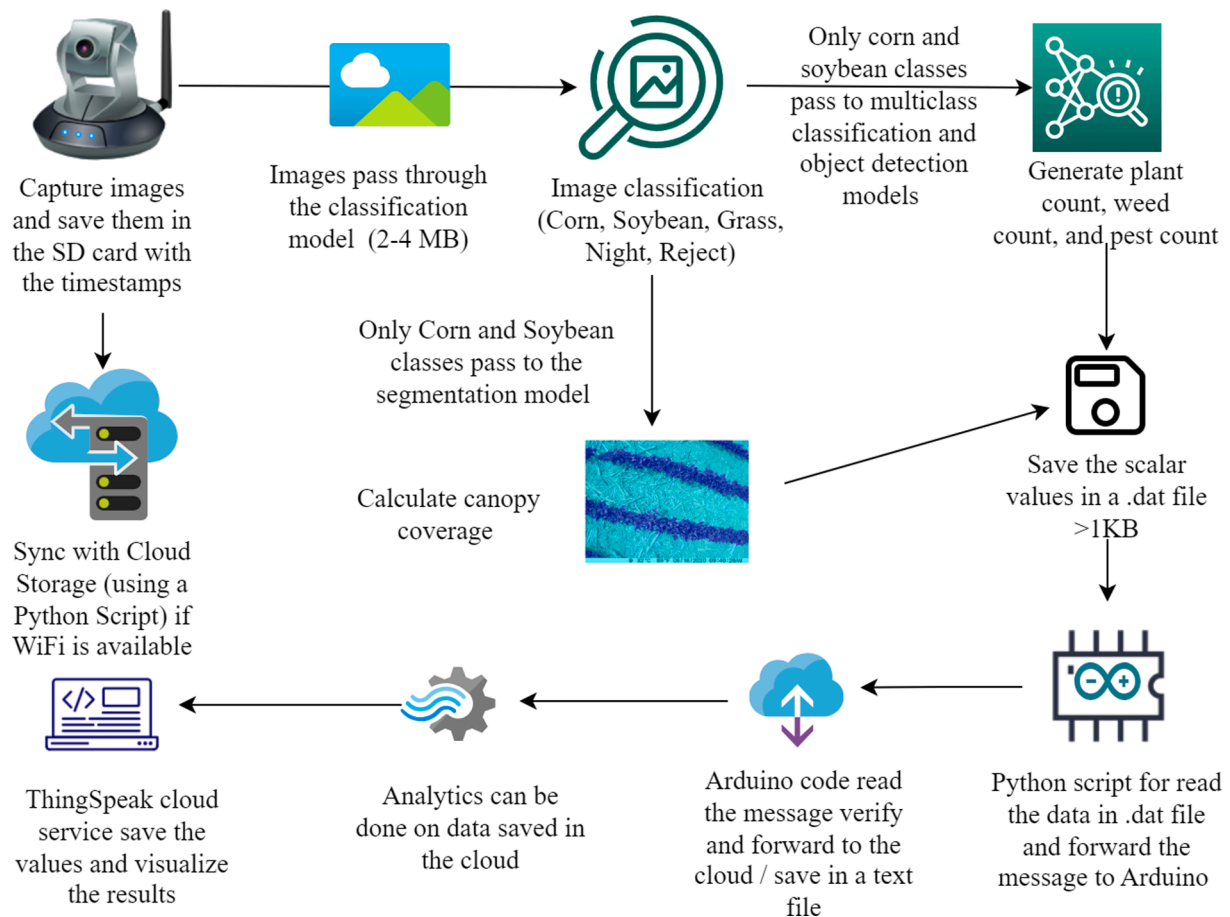 Capture images
and save them in
the SD card with
the timestamps
Images pass through
the classification
model (2-4 MB)
Image classification
(Corn, Soybean, Grass,
Night, Reject)
Only corn and
soybean classes
pass to multiclass
classification and
object detection
models
Generate plant
count, weed
count, and pest count
Only Corn and Soybean
classes pass to the
segmentation model
Calculate canopy
coverage
Save the scalar
values in a .dat file
>1KB
Sync with Cloud
Storage (using a
Python Script) if
WiFi is available
Python script for read
the data in .dat file
and forward the
message to Arduino
Arduino code read
the message verify
and forward to the
cloud / save in a text
file
Analytics can be
done on data saved in
the cloud
ThingSpeak cloud
service save the
values and visualize
the results